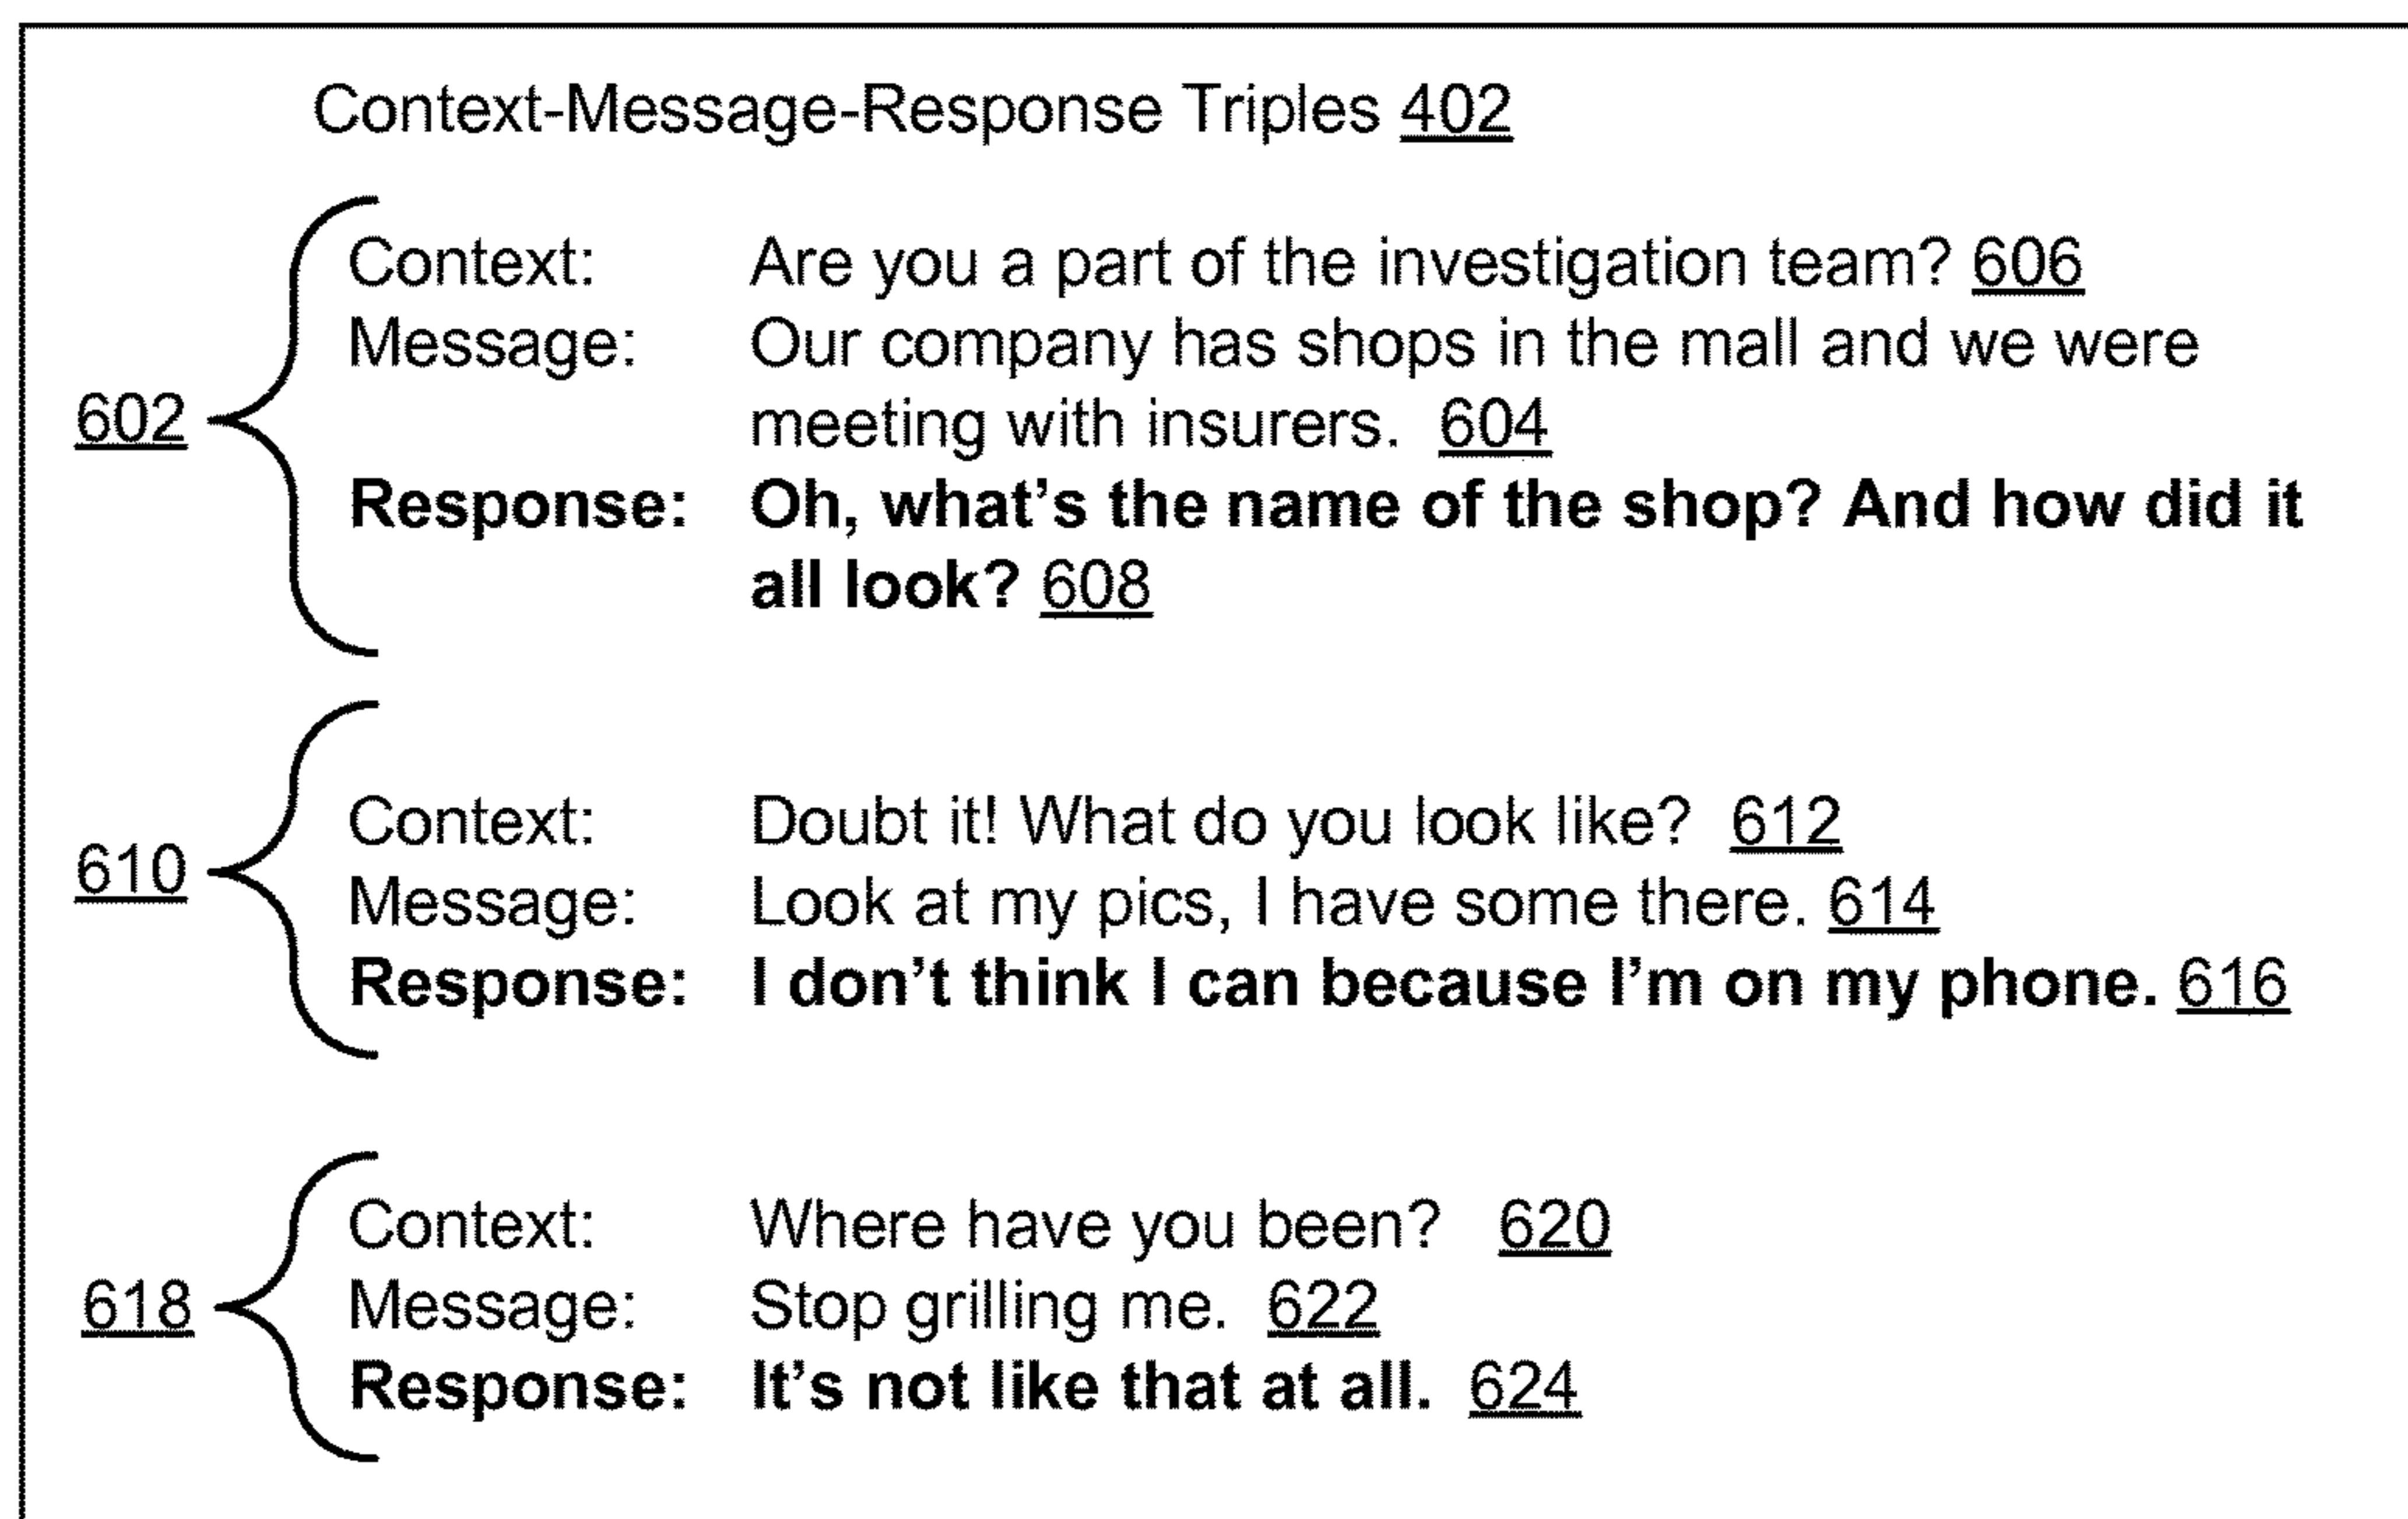 Context-Message-Response Triples 402
Context: Are you a part of the investigation team? 606
Message: Our company has shops in the mall and we were
602 meeting with insurers. 604
Response: Oh, what's the name of the shop? And how did it
all look? 608
Context: Doubt it! What do you look like? 612
610 Message: Look at my pics, I have some there. 614
Response: I don't think I can because I'm on my phone. 616
Context: Where have you been? 620
618 Message: Stop grilling me. 622
Response: It's not like that at all. 624